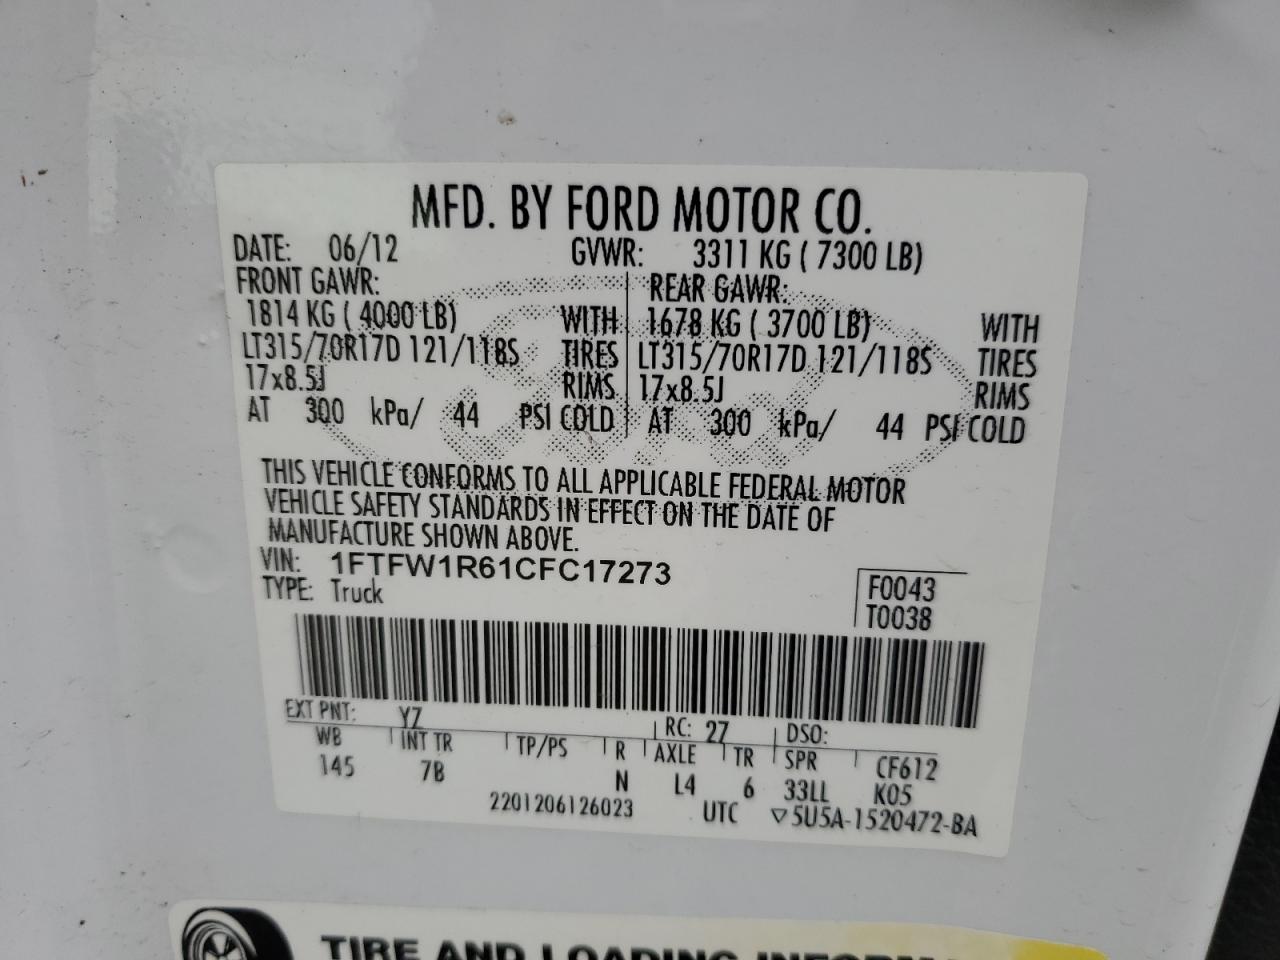 MFD. BY FORD MOTOR CO.
DATE: 06/12 GVWR: 3311 KG ( 7300 LB)
FRONT GAWR: REAR GAWR:
1814 KG ( 4000 LB) WITH 1678 KG ( 3700 LB) WITH
LT315/70R17D 121/118S TIRES LT315/70R17D 121/118S TIRES
17x8.5J RIMS 17x8.5J RIMS
AT 300 kPa/ 44 PSI COLD AT 300 kPa/ 44 PSI COLD
THIS VEHICLE CONFORMS TO ALL APPLICABLE FEDERAL MOTOR
VEHICLE SAFETY STANDARDS IN EFFECT ON THE DATE OF
MANUFACTURE SHOWN ABOVE.
VIN: 1FTFW1R61CFC17273
TYPE: Truck
F0043
T0038
EXT PNT: YZ RC: 27 DSO:
WB INT TR TP/PS R AXLE TR SPR CF612
145 7B N L4 6 33LL K05
2201206126023 UTC ▽5U5A-1520472-BA
TIRE AND LOADING